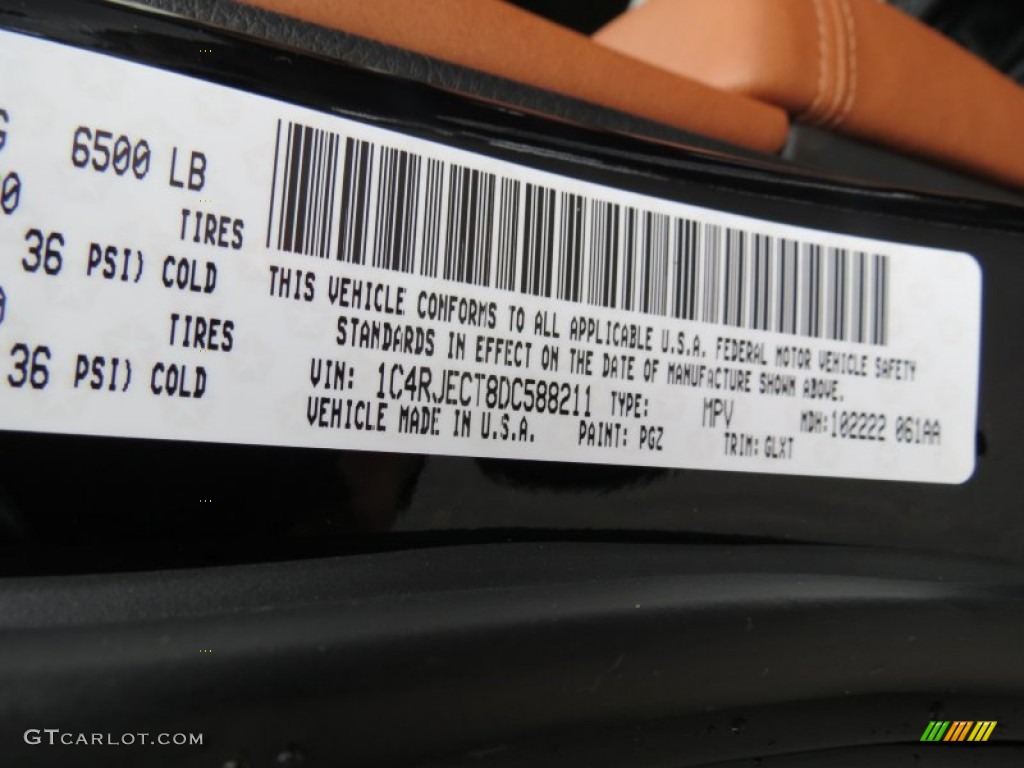 6500 LB
TIRES
36 PSI) COLD
TIRES
36 PSI) COLD
THIS VEHICLE CONFORMS TO ALL APPLICABLE U.S.A. FEDERAL MOTOR VEHICLE SAFETY
STANDARDS IN EFFECT ON THE DATE OF MANUFACTURE SHOWN ABOVE.
VIN: 1C4RJECT8DC588211 TYPE: MPV MDH:102222 061AA
VEHICLE MADE IN U.S.A. PAINT: PGZ TRIM: GLXT
GTCARLOT.COM